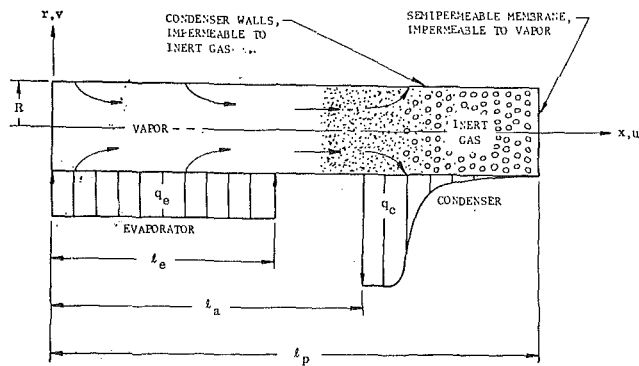 CONDENSER WALLS,
IMPERMEABLE TO
INERT GAS
SEMIPERMEABLE MEMBRANE,
IMPERMEABLE TO VAPOR
r,v
R
VAPOR
INERT
GAS
x,u
q_e
q_c
EVAPORATOR
CONDENSER
ℓ_e
ℓ_a
ℓ_p